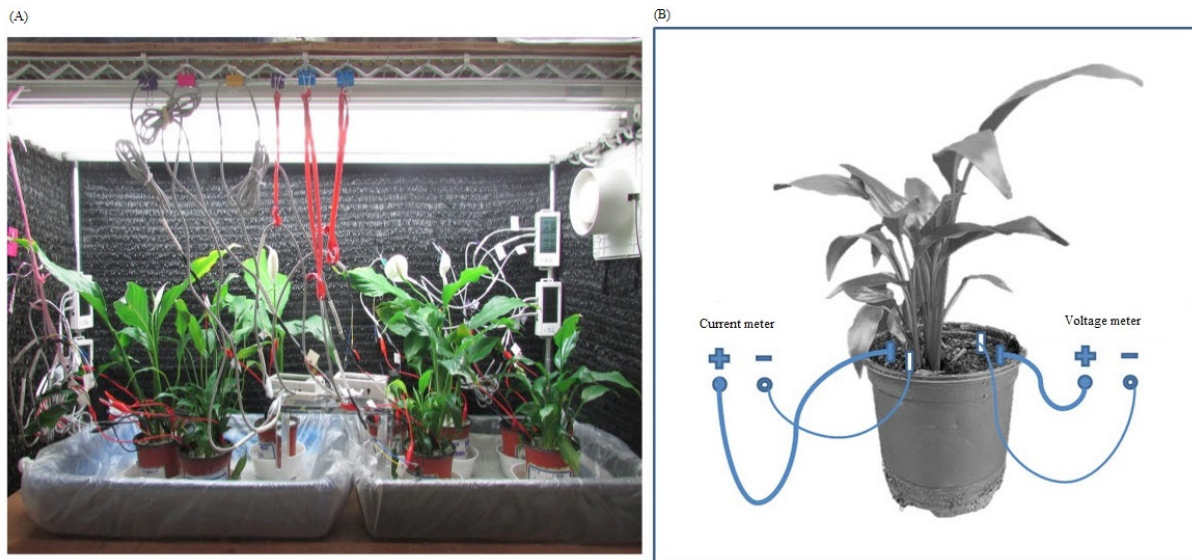 (A)
(B)
Current meter
Voltage meter
+ −
+ −